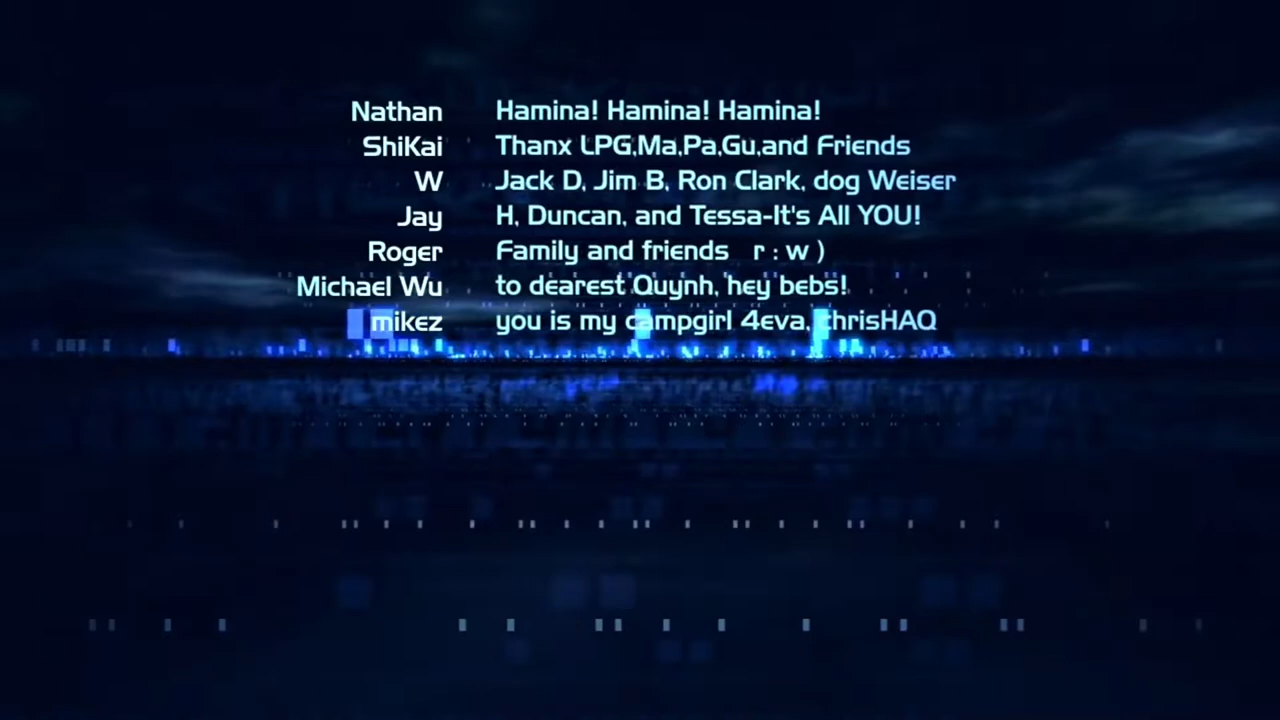 Nathan Hamina! Hamina! Hamina!
ShiKai Thanx LPG,Ma,Pa,Gu,and Friends
W Jack D, Jim B, Ron Clark, dog Weiser
Jay H, Duncan, and Tessa-It's All YOU!
Roger Family and friends r : w )
Michael Wu to dearest Quynh, hey bebs!
mikez you is my campgirl 4eva, chrisHAQ